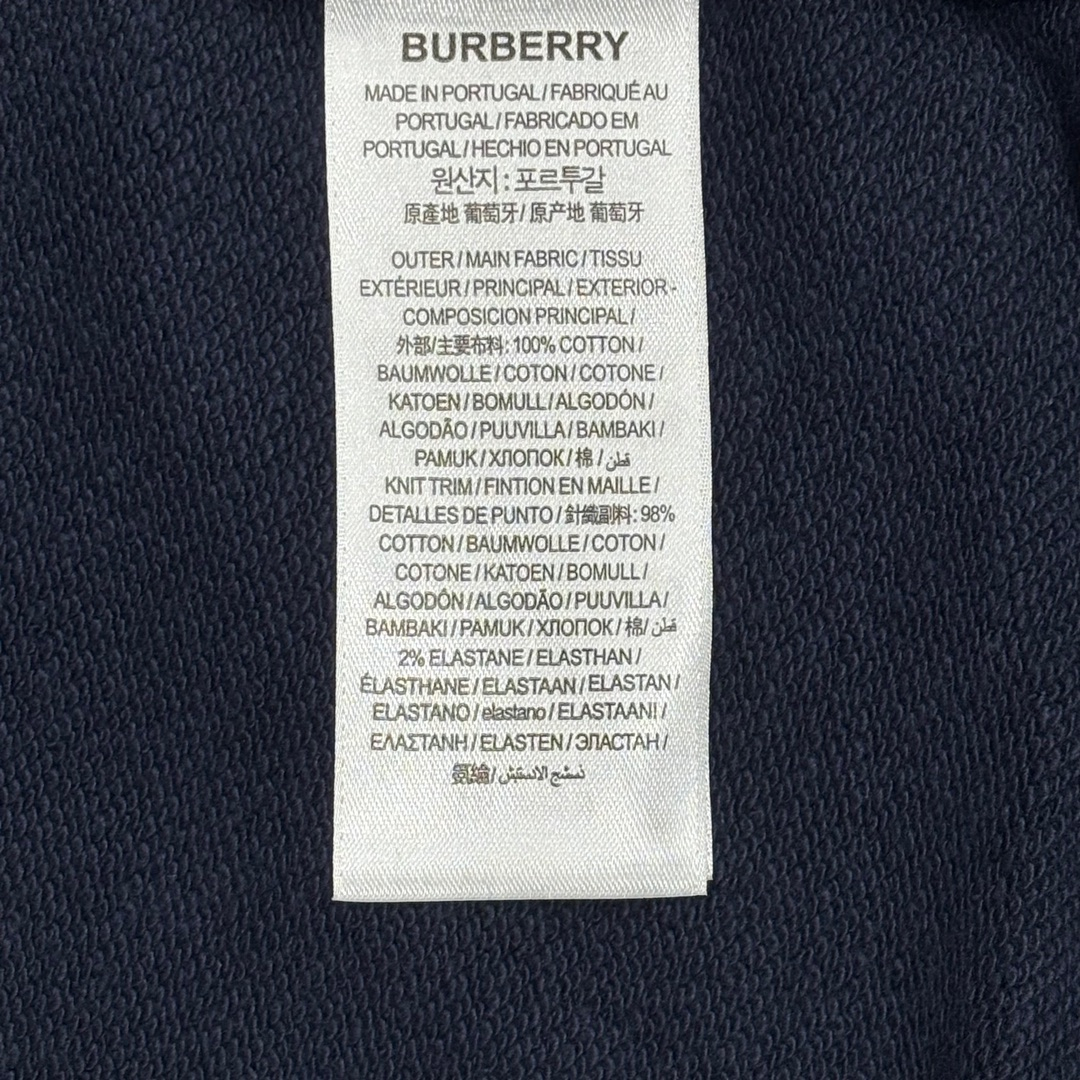 BURBERRY
MADE IN PORTUGAL / FABRIQUÉ AU
PORTUGAL / FABRICADO EM
PORTUGAL / HECHIO EN PORTUGAL
원산지 : 포르투갈
原產地 葡萄牙 / 原产地 葡萄牙
OUTER / MAIN FABRIC / TISSU
EXTÉRIEUR / PRINCIPAL / EXTERIOR -
COMPOSICION PRINCIPAL /
外部/主要布料: 100% COTTON /
BAUMWOLLE / COTON / COTONE /
KATOEN / BOMULL / ALGODÓN /
ALGODÃO / PUUVILLA / BAMBAKI /
PAMUK / ХЛОПОК / 棉 / قطن
KNIT TRIM / FINTION EN MAILLE /
DETALLES DE PUNTO / 針織副料: 98%
COTTON / BAUMWOLLE / COTON /
COTONE / KATOEN / BOMULL /
ALGODÓN / ALGODÃO / PUUVILLA /
BAMBAKI / PAMUK / ХЛОПОК / 棉/ قطن
2% ELASTANE / ELASTHAN /
ÉLASTHANE / ELASTAAN / ELASTAN /
ELASTANO / elastano / ELASTAANI /
ΕΛΑΣΤΑΝΗ / ELASTEN / ЭЛАСТАН /
氨綸/